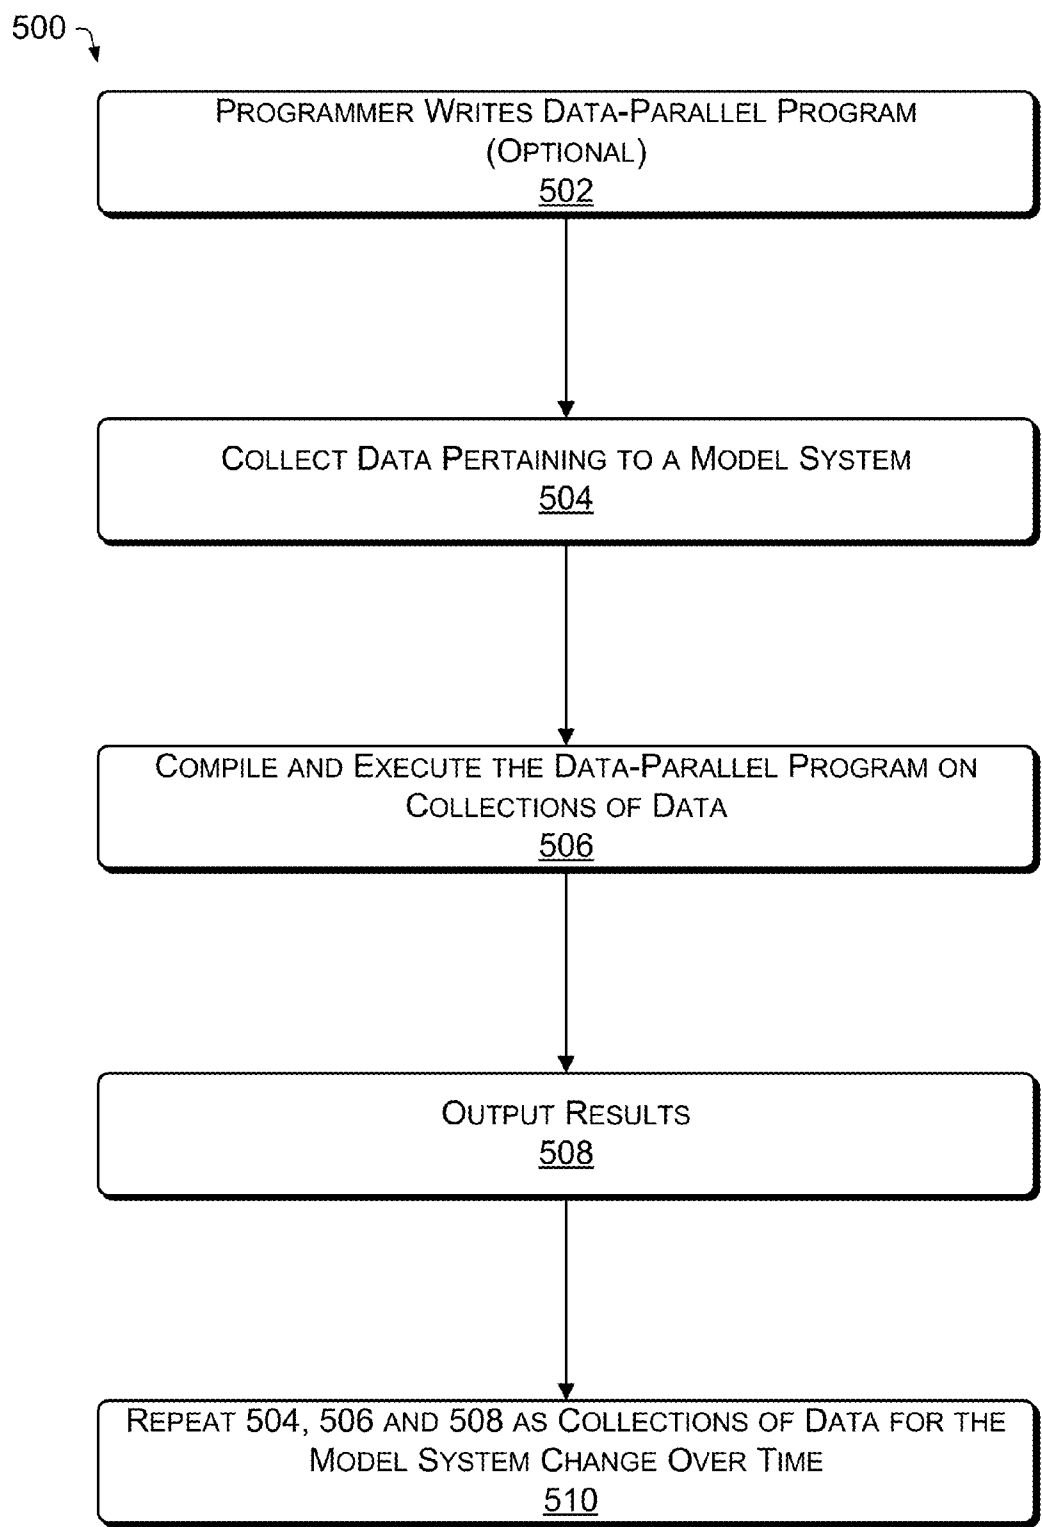 500
PROGRAMMER WRITES DATA-PARALLEL PROGRAM
(OPTIONAL)
502
COLLECT DATA PERTAINING TO A MODEL SYSTEM
504
COMPILE AND EXECUTE THE DATA-PARALLEL PROGRAM ON
COLLECTIONS OF DATA
506
OUTPUT RESULTS
508
REPEAT 504, 506 AND 508 AS COLLECTIONS OF DATA FOR THE
MODEL SYSTEM CHANGE OVER TIME
510